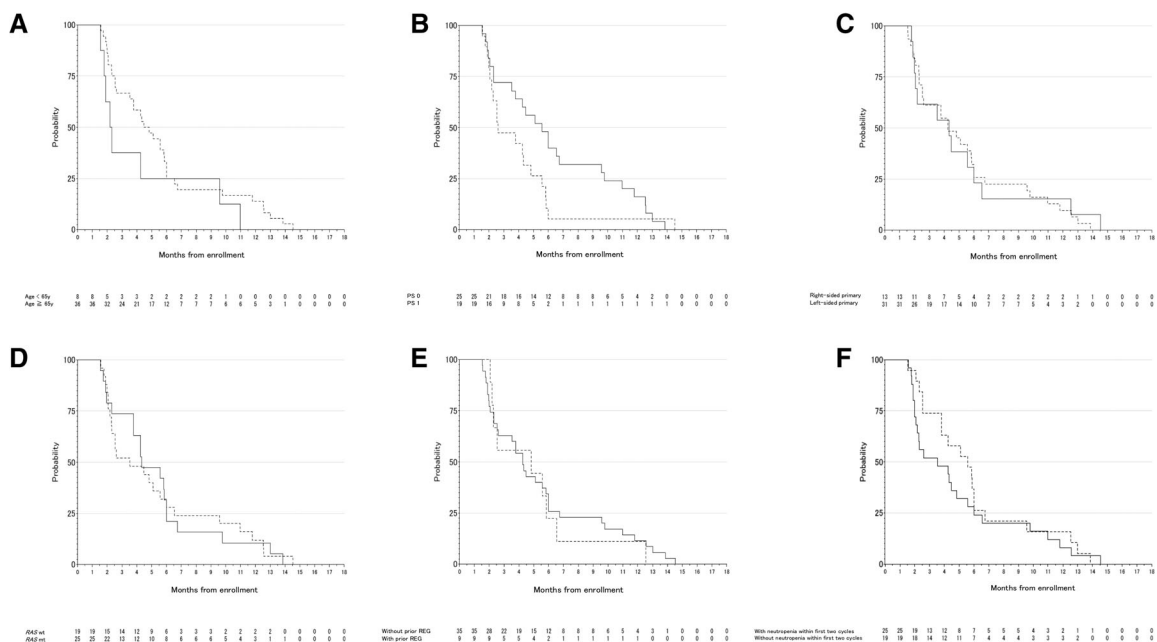 A
B
C
Probability
100
75
50
25
0
0 1 2 3 4 5 6 7 8 9 10 11 12 13 14 15 16 17 18
Months from enrollment
Age < 65y 8 8 5 3 3 2 2 2 2 2 1 0 0 0 0 0 0 0 0
Age ≧ 65y 36 36 32 24 21 17 12 7 7 7 6 6 5 3 1 0 0 0 0
Probability
100
75
50
25
0
0 1 2 3 4 5 6 7 8 9 10 11 12 13 14 15 16 17 18
Months from enrollment
PS 0 25 25 21 18 16 14 12 8 8 8 6 5 4 2 0 0 0 0 0
PS 1 19 19 16 9 8 5 2 1 1 1 1 1 1 1 1 0 0 0 0
Probability
100
75
50
25
0
0 1 2 3 4 5 6 7 8 9 10 11 12 13 14 15 16 17 18
Months from enrollment
Right-sided primary 13 13 11 8 7 5 4 2 2 2 2 2 2 1 1 0 0 0 0
Left-sided primary 31 31 26 19 17 14 10 7 7 7 5 4 3 2 0 0 0 0 0
D
E
F
Probability
100
75
50
25
0
0 1 2 3 4 5 6 7 8 9 10 11 12 13 14 15 16 17 18
Months from enrollment
RAS wt 19 19 15 14 12 9 6 3 3 3 2 2 2 2 0 0 0 0 0
RAS mt 25 25 22 13 12 10 8 6 6 6 5 4 3 1 1 0 0 0 0
Probability
100
75
50
25
0
0 1 2 3 4 5 6 7 8 9 10 11 12 13 14 15 16 17 18
Months from enrollment
Without prior REG 35 35 28 22 19 15 12 8 8 8 6 5 4 3 1 0 0 0 0
With prior REG 9 9 9 5 5 4 2 1 1 1 1 1 1 0 0 0 0 0 0
Probability
100
75
50
25
0
0 1 2 3 4 5 6 7 8 9 10 11 12 13 14 15 16 17 18
Months from enrollment
With neutropenia within first two cycles 25 25 19 13 12 8 7 5 5 5 4 3 2 1 1 0 0 0 0
Without neutropenia within first two cycles 19 19 18 14 12 11 7 4 4 4 3 3 3 2 0 0 0 0 0